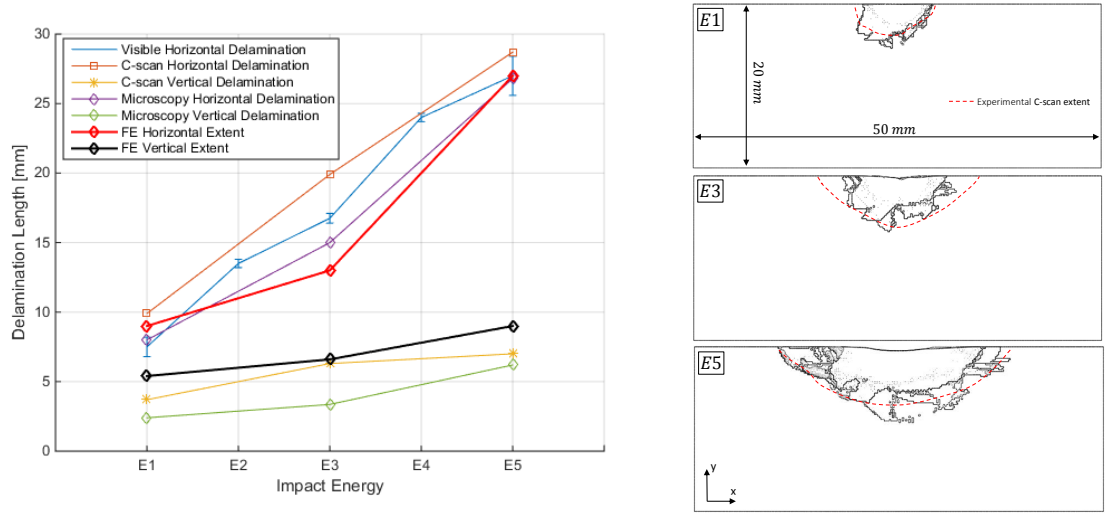 30
25
20
15
10
5
0
Delamination Length [mm]
Visible Horizontal Delamination
C-scan Horizontal Delamination
C-scan Vertical Delamination
Microscopy Horizontal Delamination
Microscopy Vertical Delamination
FE Horizontal Extent
FE Vertical Extent
E1 E2 E3 E4 E5
Impact Energy
E1
20 mm
Experimental C-scan extent
50 mm
E3
E5
y
x